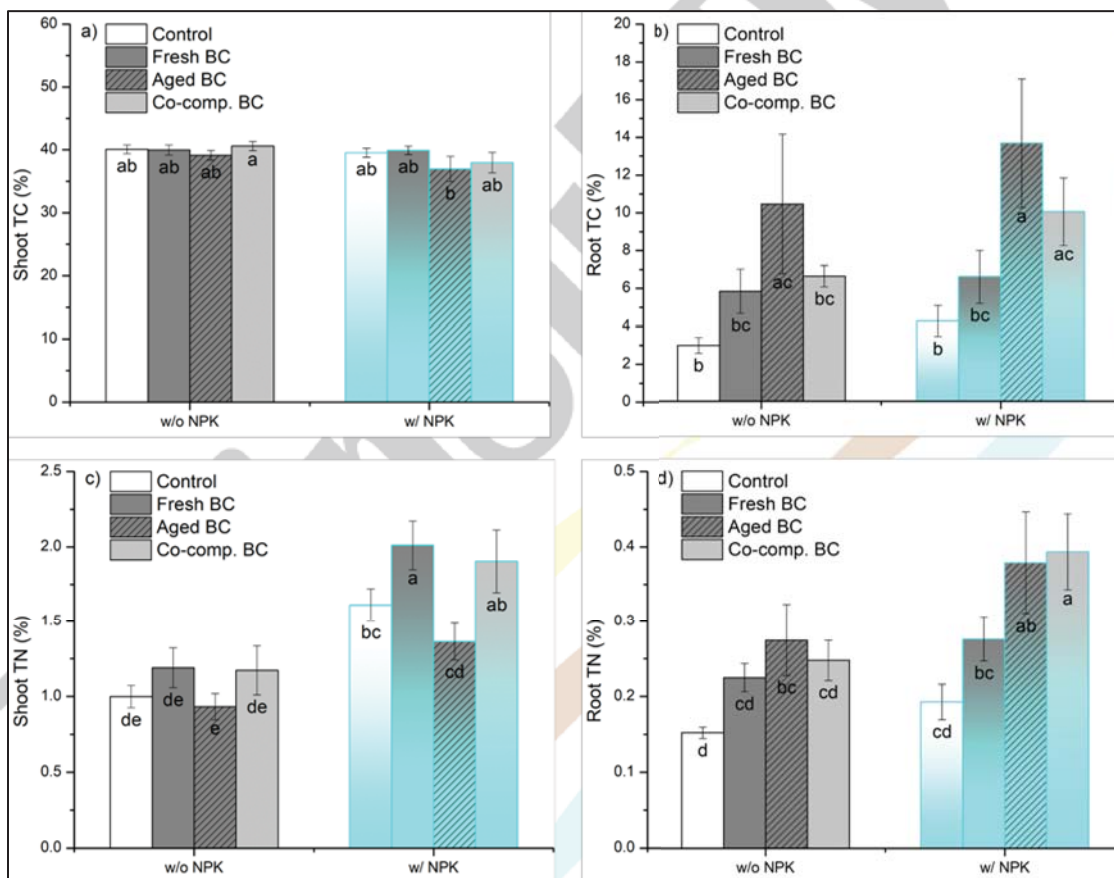 a)
Control
Fresh BC
Aged BC
Co-comp. BC
Shoot TC (%)
60
50
40
30
20
10
0
ab
ab
ab
a
ab
ab
b
ab
w/o NPK
w/ NPK
b)
Control
Fresh BC
Aged BC
Co-comp. BC
Root TC (%)
20
18
16
14
12
10
8
6
4
2
0
b
bc
ac
bc
b
bc
a
ac
w/o NPK
w/ NPK
c)
Control
Fresh BC
Aged BC
Co-comp. BC
Shoot TN (%)
2.5
2.0
1.5
1.0
0.5
0.0
de
de
e
de
bc
a
cd
ab
w/o NPK
w/ NPK
d)
Control
Fresh BC
Aged BC
Co-comp. BC
Root TN (%)
0.5
0.4
0.3
0.2
0.1
0.0
d
cd
bc
cd
cd
bc
ab
a
w/o NPK
w/ NPK